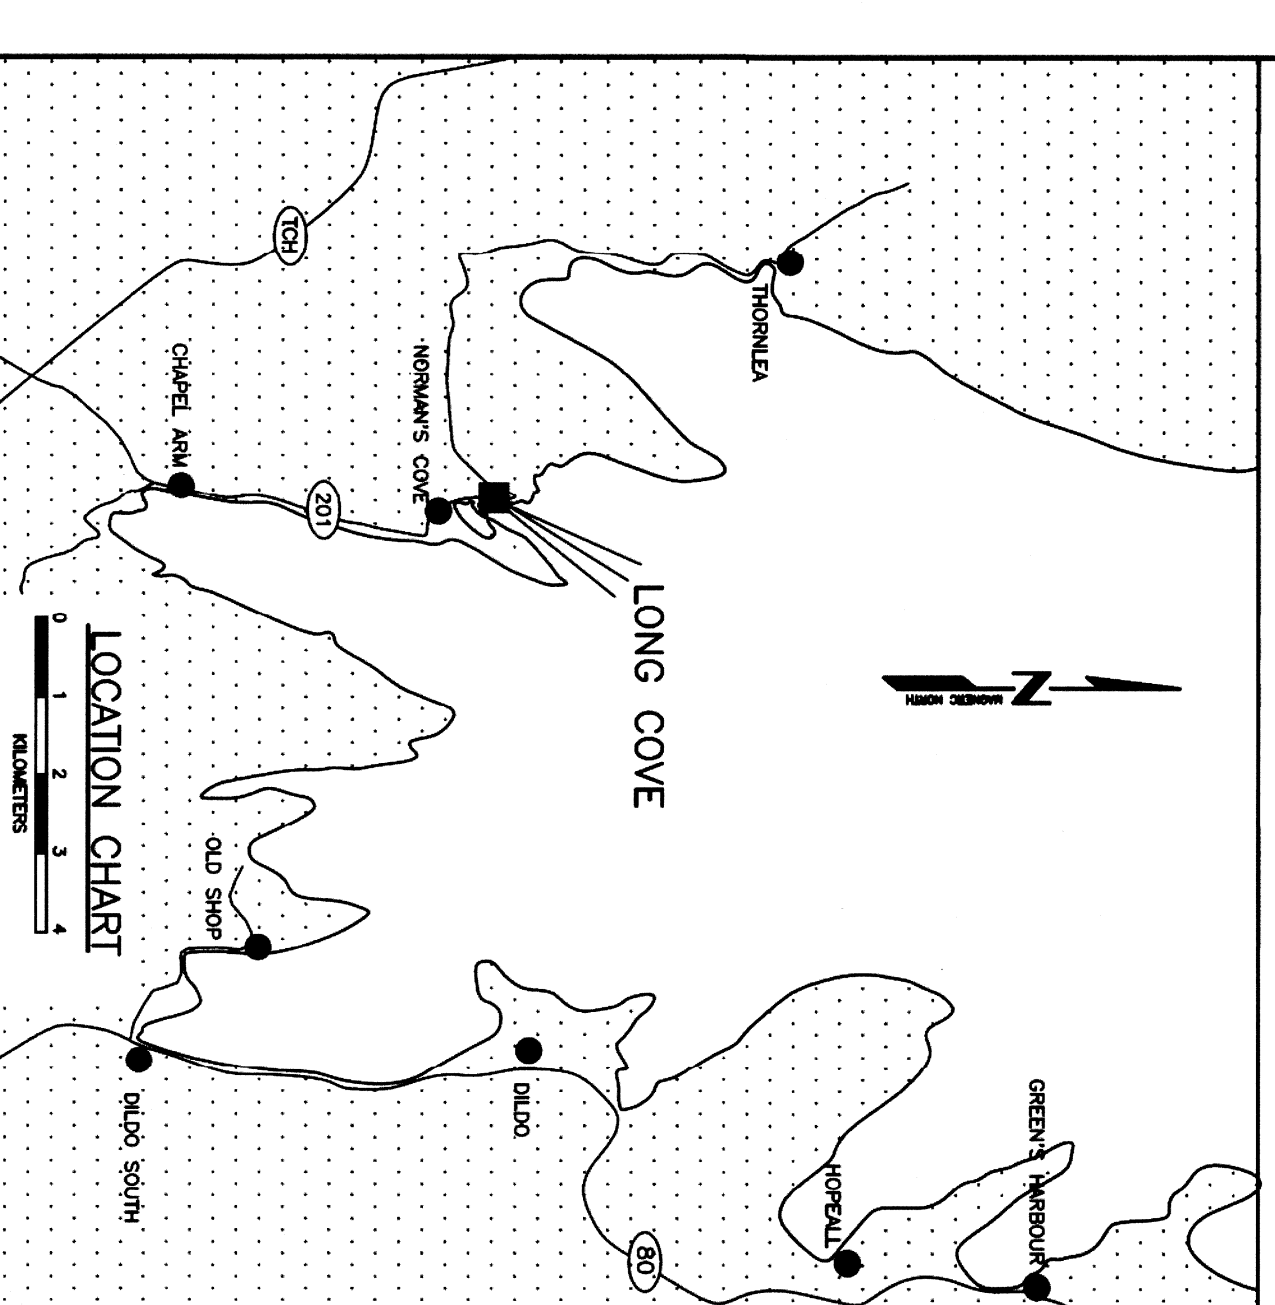 GREEN'S HARBOUR
HOPEALL
THORNLEA
MAGNETIC NORTH
N
LONG COVE
80
DILDO
NORMAN'S COVE
201
TCH
OLD SHOP
CHAPEL ARM
DILDO SOUTH
LOCATION CHART
0 1 2 3 4
KILOMETERS